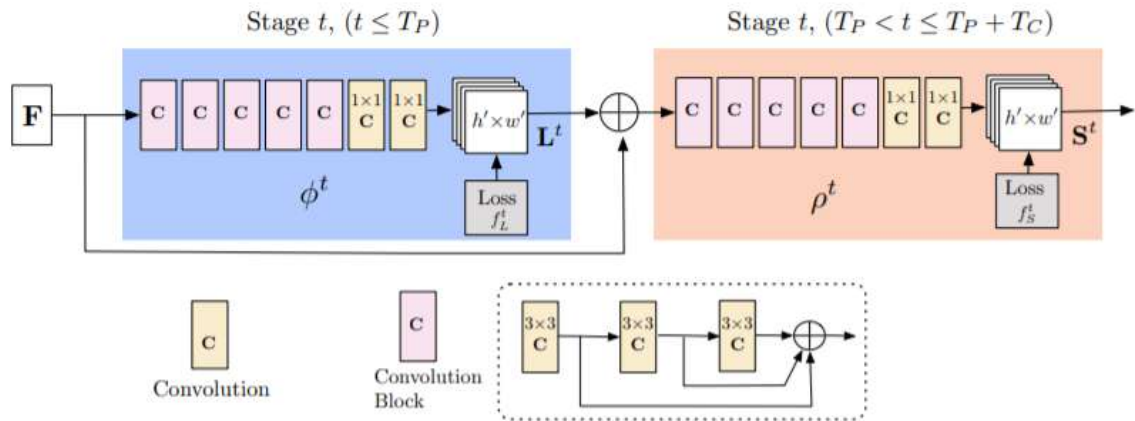 Stage t, (t ≤ T_P)
Stage t, (T_P < t ≤ T_P + T_C)
F
C C C C C 1×1 C 1×1 C
h′×w′
L^t
C C C C C 1×1 C 1×1 C
h′×w′
S^t
ϕ^t
Loss
f_L^t
ρ^t
Loss
f_S^t
C
Convolution
C
Convolution
Block
3×3 C 3×3 C 3×3 C